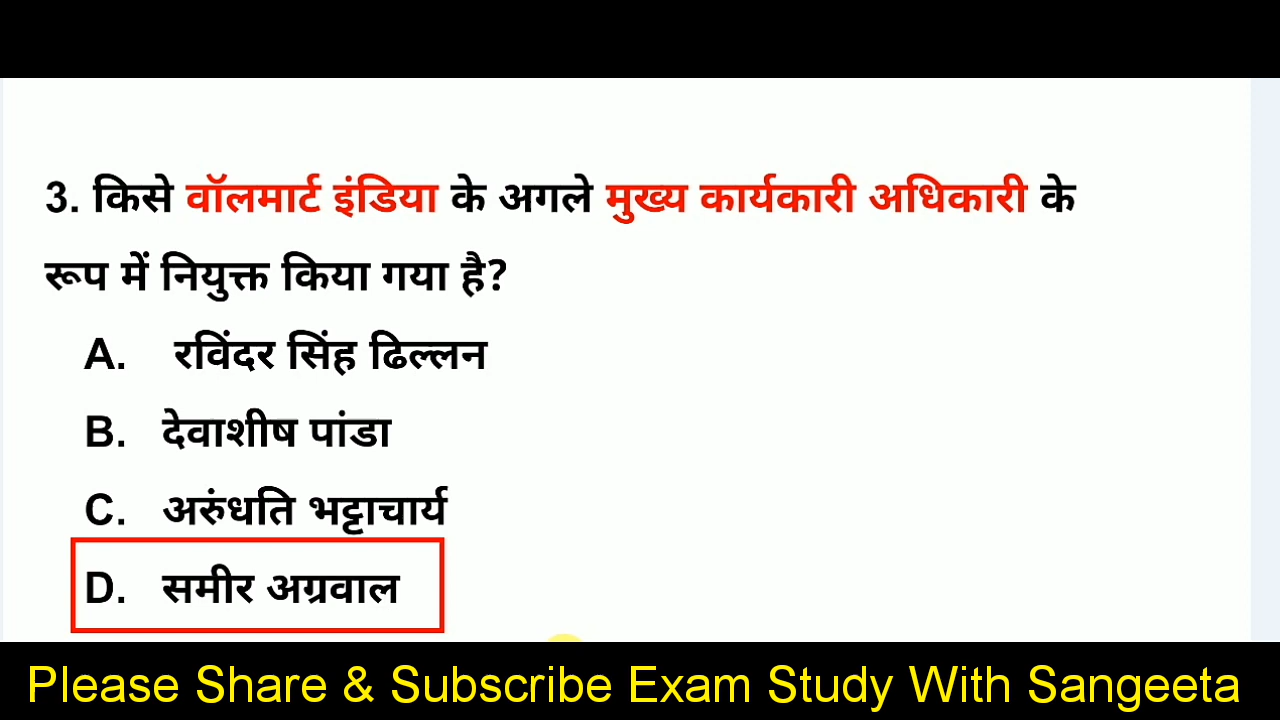 3. किसे वॉलमार्ट इंडिया के अगले मुख्य कार्यकारी अधिकारी के
रूप में नियुक्त किया गया है?
A. रविंदर सिंह ढिल्लन
B. देवाशीष पांडा
C. अरुंधति भट्टाचार्य
D. समीर अग्रवाल
Please Share & Subscribe Exam Study With Sangeeta